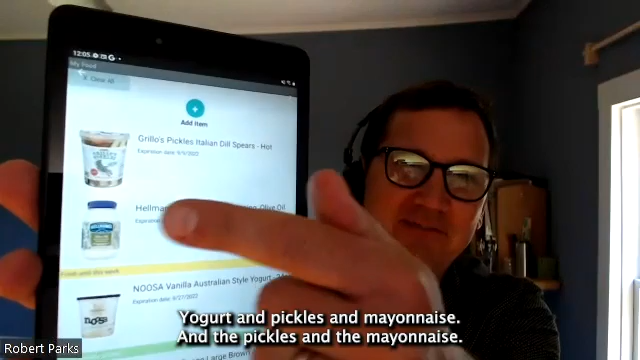 12:05
My Food
Clear All
Add Item
Grillo's Pickles Italian Dill Spears - Hot
Expiration date: 9/9/2022
Olive Oil
NOOSA Vanilla Australian Style Yogurt
Expiration date: 9/27/2022
noosa
Large Brown
Yogurt and pickles and mayonnaise.
And the pickles and the mayonnaise.
Robert Parks